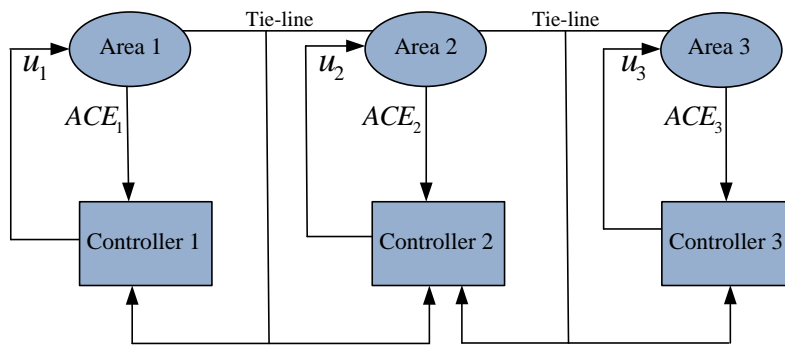 Tie-line
Tie-line
Area 1
Area 2
Area 3
u1
u2
u3
ACE1
ACE2
ACE3
Controller 1
Controller 2
Controller 3